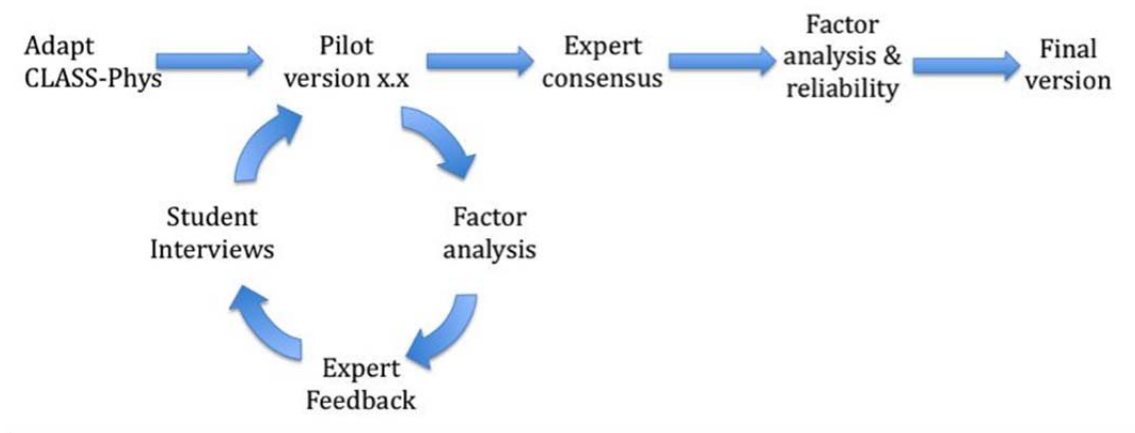 Adapt
CLASS-Phys
Pilot
version x.x
Expert
consensus
Factor
analysis &
reliability
Final
version
Factor
analysis
Expert
Feedback
Student
Interviews